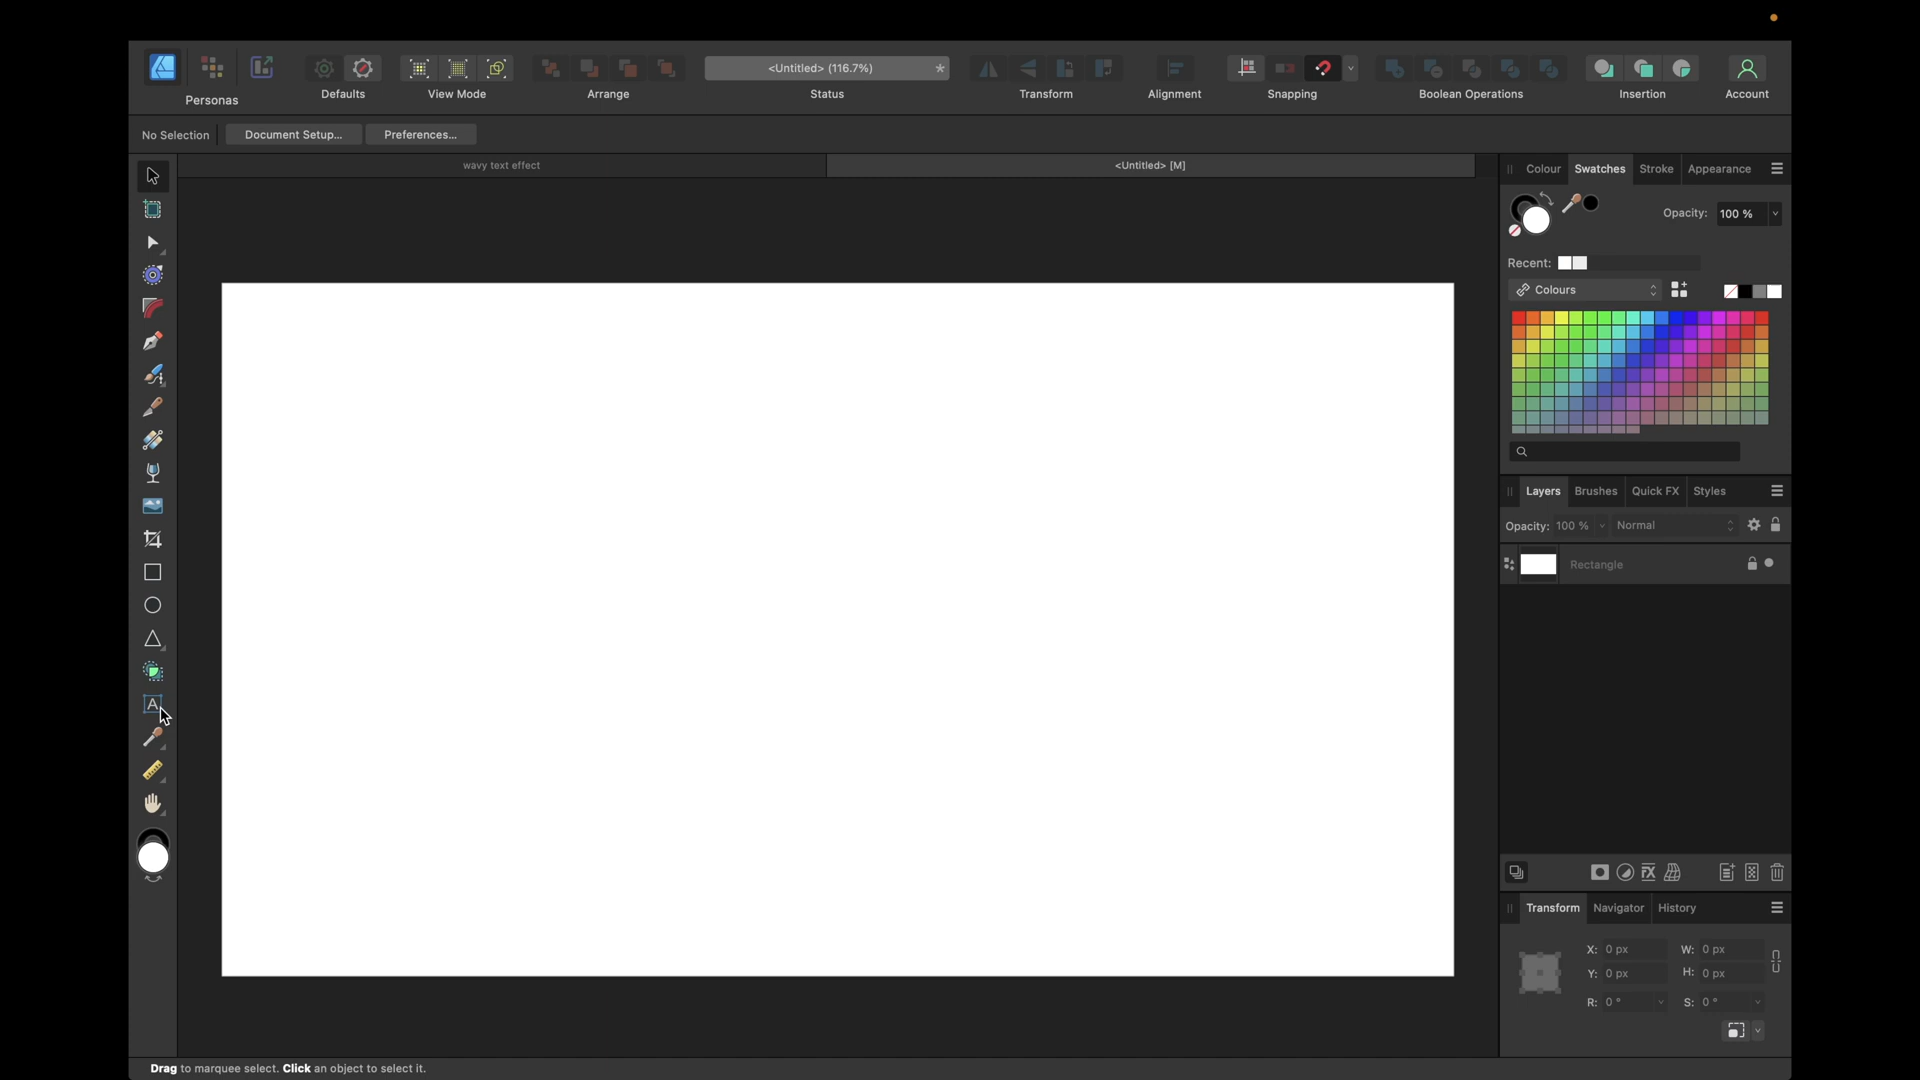 <Untitled> (116.7%) *
Personas Defaults View Mode Arrange Status Transform Alignment Snapping Boolean Operations Insertion Account
No Selection Document Setup... Preferences...
wavy text effect <Untitled> [M]
Colour Swatches Stroke Appearance
Opacity: 100 %
Recent:
Colours
Layers Brushes Quick FX Styles
Opacity: 100 % Normal
Rectangle
A
FX
Transform Navigator History
X: 0 px W: 0 px
Y: 0 px H: 0 px
R: 0 ° S: 0 °
Drag to marquee select. Click an object to select it.